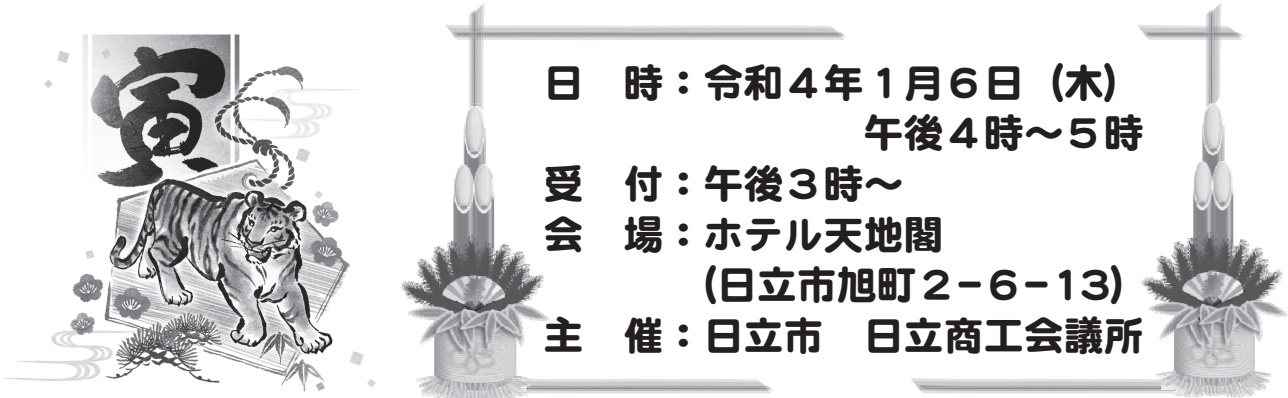 寅
日　時：令和４年１月６日（木）
午後４時～５時
受　付：午後３時～
会　場：ホテル天地閣
（日立市旭町２－６－１３）
主　催：日立市　日立商工会議所